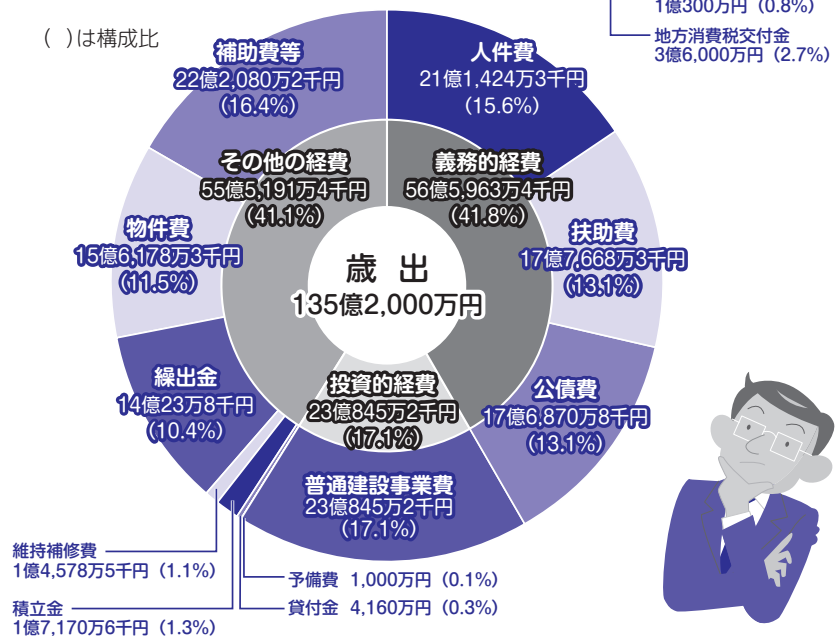 1億300万円（0.8%）
地方消費税交付金
3億6,000万円（2.7%）
（ ）は構成比
補助費等
22億2,080万2千円
（16.4%）
人件費
21億1,424万3千円
（15.6%）
その他の経費
55億5,191万4千円
（41.1%）
義務的経費
56億5,963万4千円
（41.8%）
物件費
15億6,178万3千円
（11.5%）
扶助費
17億7,668万3千円
（13.1%）
歳 出
135億2,000万円
繰出金
14億23万8千円
（10.4%）
投資的経費
23億845万2千円
（17.1%）
公債費
17億6,870万8千円
（13.1%）
普通建設事業費
23億845万2千円
（17.1%）
維持補修費
1億4,578万5千円（1.1%）
積立金
1億7,170万6千円（1.3%）
予備費 1,000万円（0.1%）
貸付金 4,160万円（0.3%）